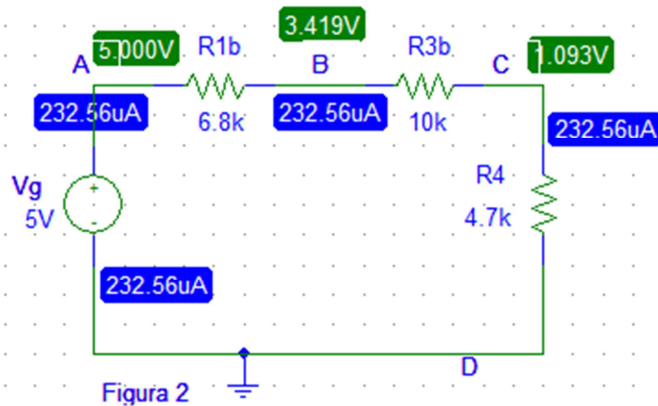 3.419V
A 5.000V R1b B R3b C 1.093V
232.56uA 6.8k 232.56uA 10k 232.56uA
Vg + R4
5V - 4.7k
232.56uA
D
Figura 2